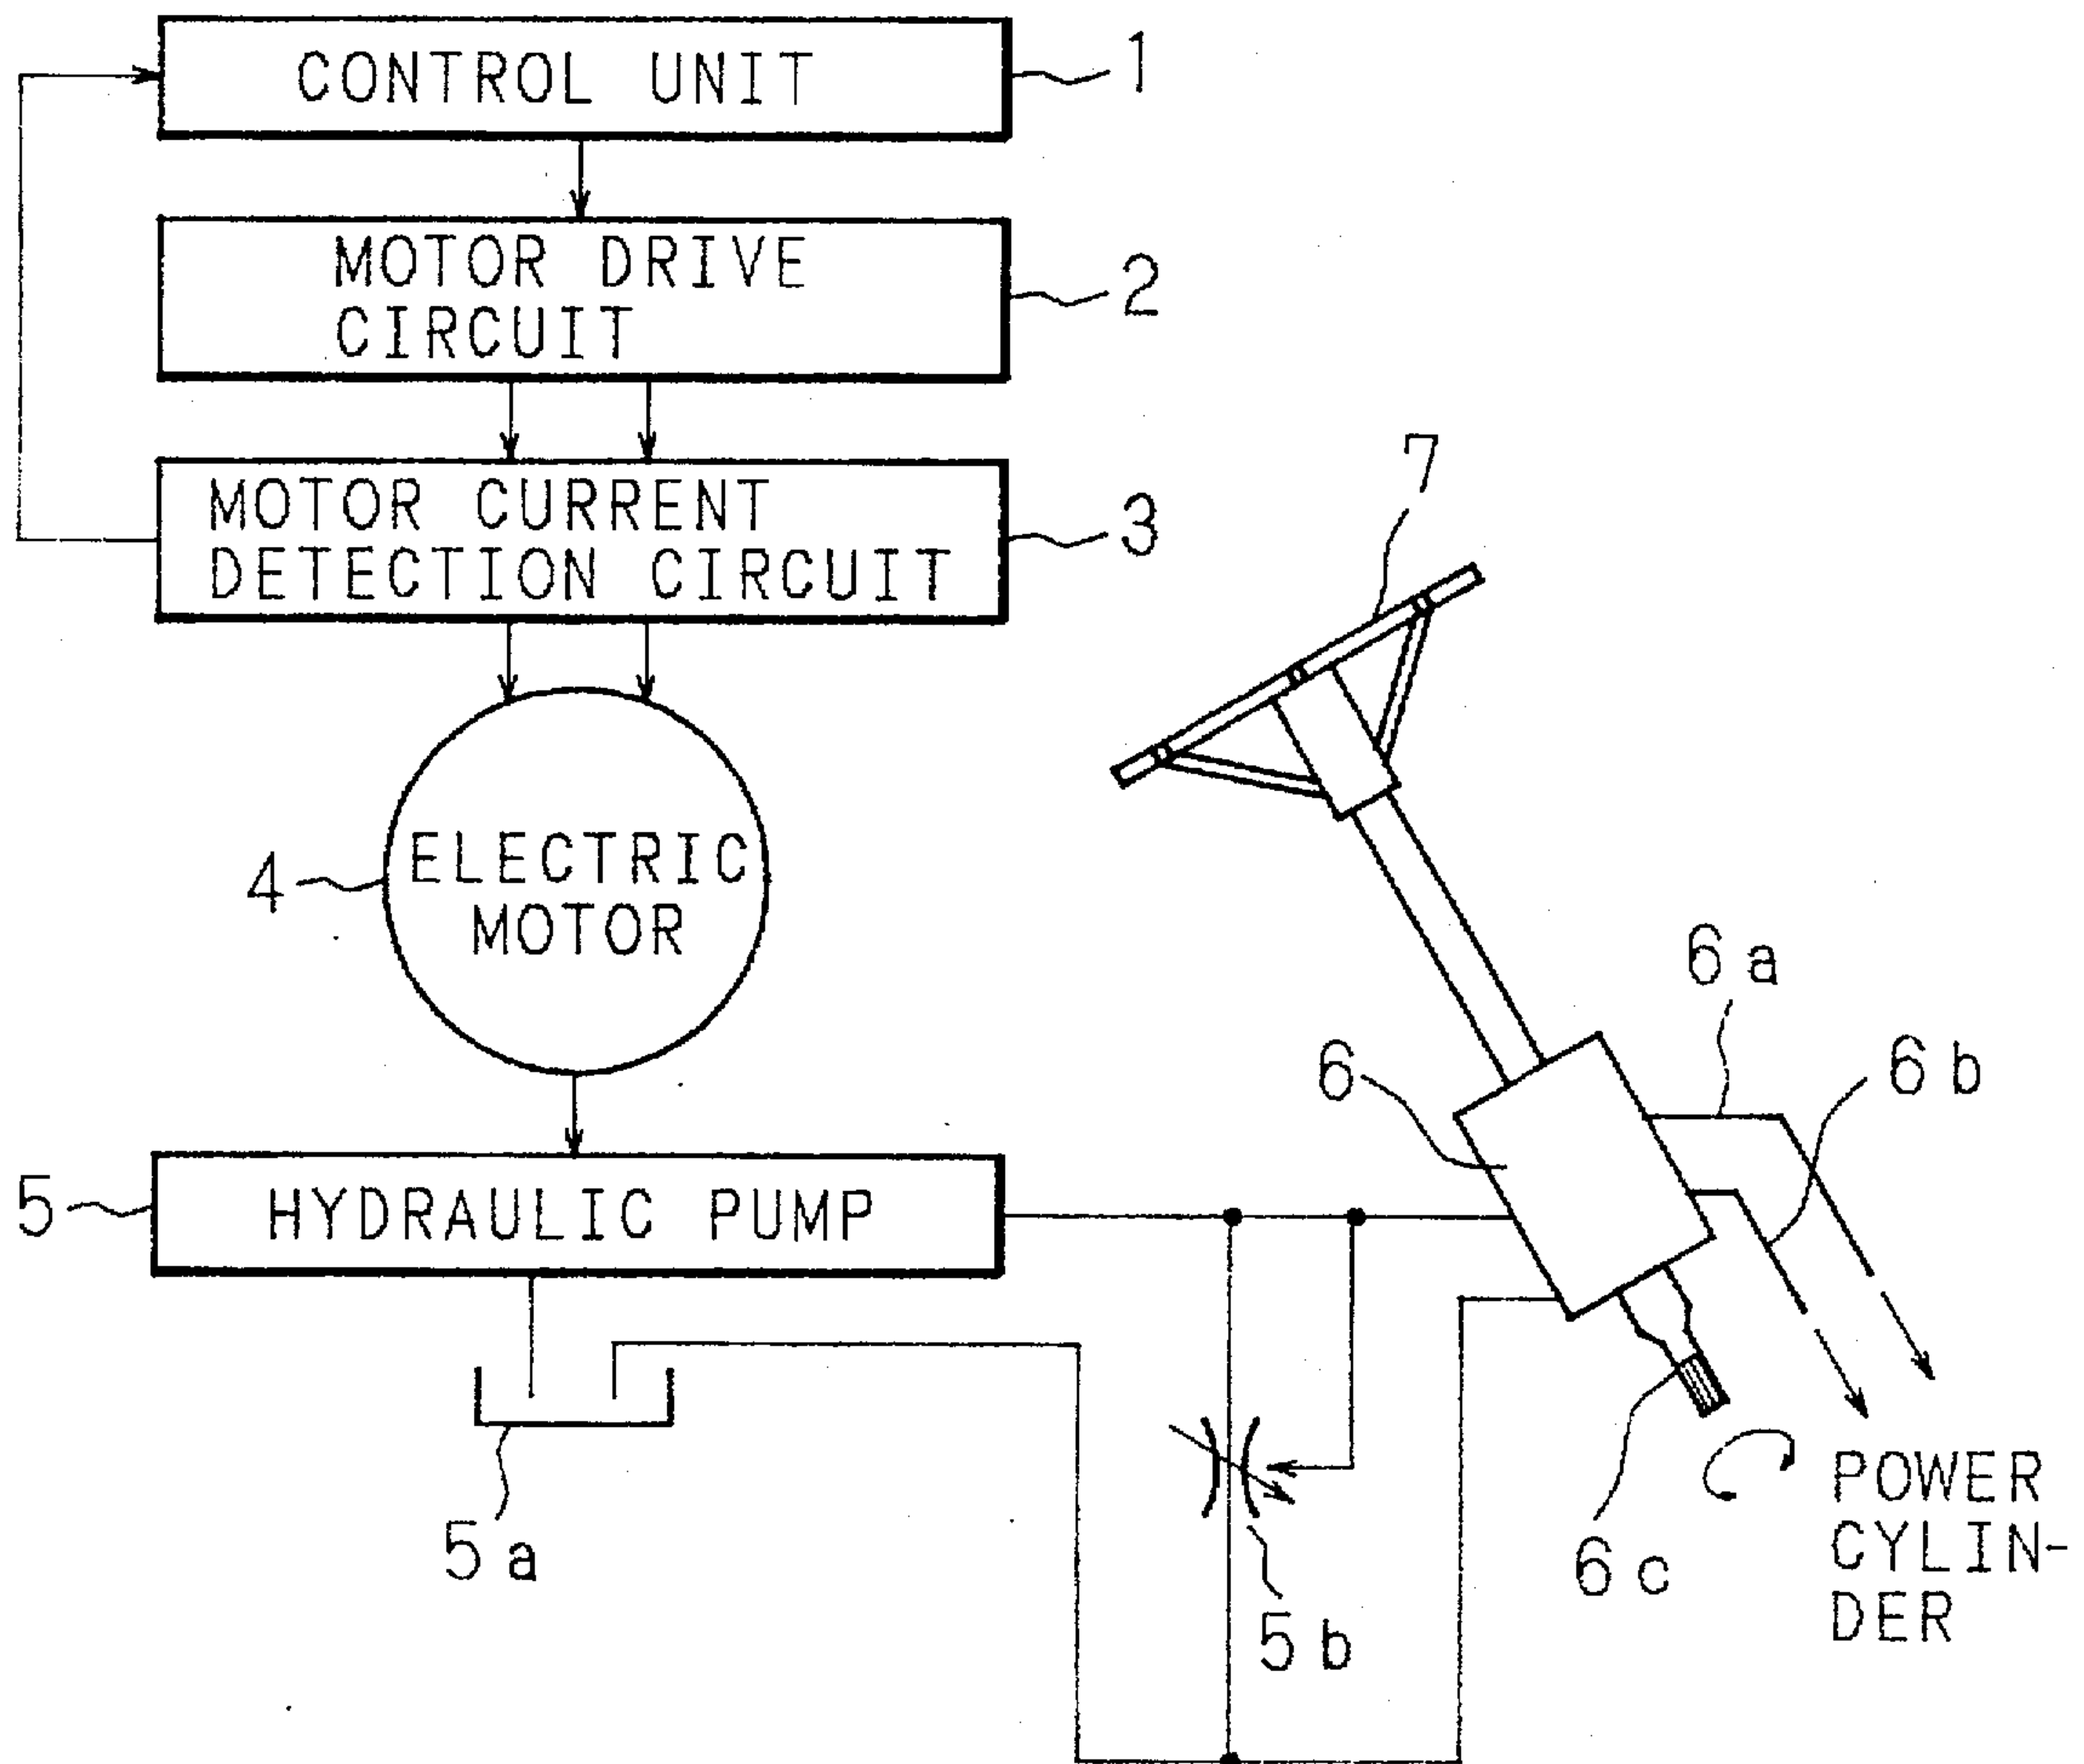 CONTROL UNIT
1
MOTOR DRIVE
CIRCUIT
2
MOTOR CURRENT
DETECTION CIRCUIT
3
7
ELECTRIC
MOTOR
4
6a
6
6b
5
HYDRAULIC PUMP
5a
5b
6c
POWER
CYLIN-
DER